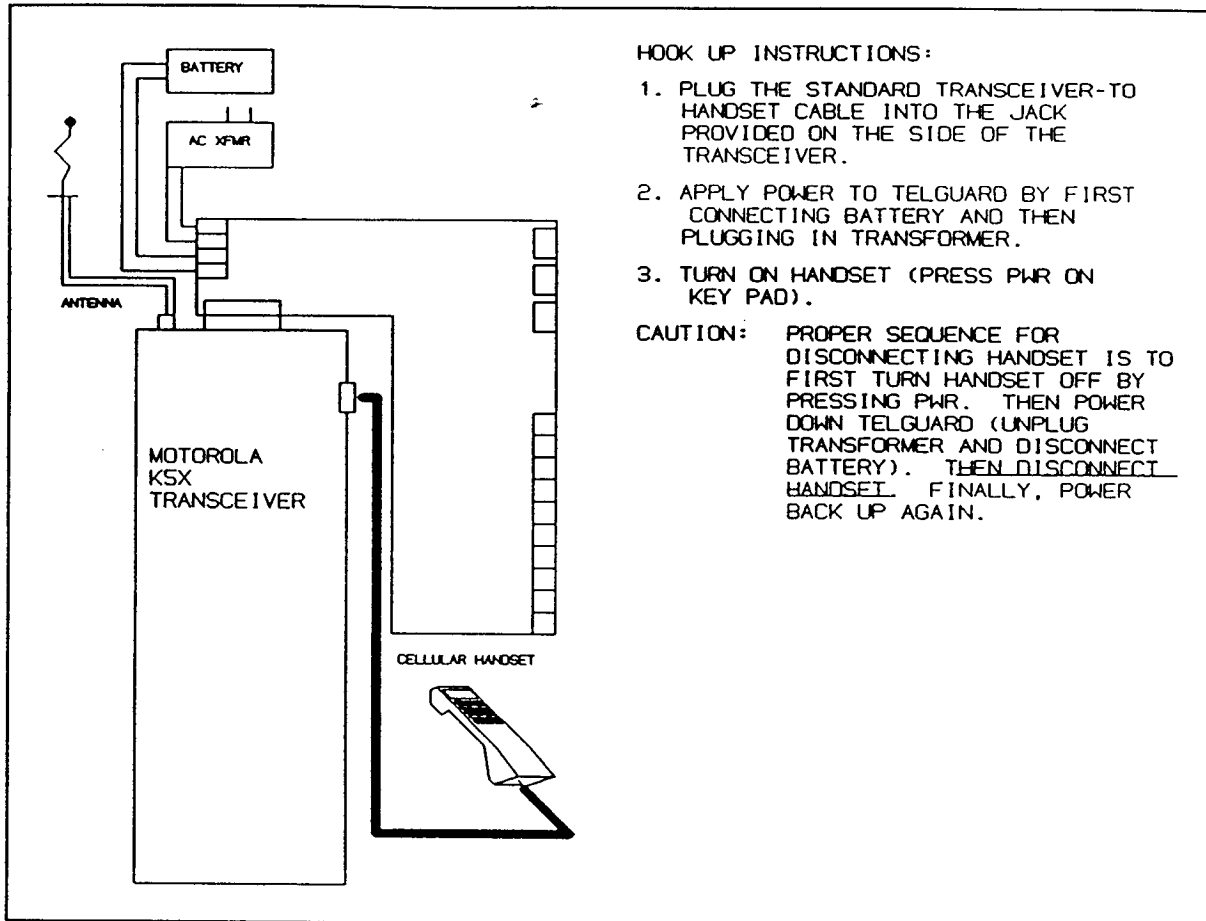 BATTERY
AC XFMR
ANTENNA
MOTOROLA
KSX
TRANSCEIVER
CELLULAR HANDSET
HOOK UP INSTRUCTIONS:
1. PLUG THE STANDARD TRANSCEIVER-TO
HANDSET CABLE INTO THE JACK
PROVIDED ON THE SIDE OF THE
TRANSCEIVER.
2. APPLY POWER TO TELGUARD BY FIRST
CONNECTING BATTERY AND THEN
PLUGGING IN TRANSFORMER.
3. TURN ON HANDSET (PRESS PWR ON
KEY PAD).
CAUTION: PROPER SEQUENCE FOR
DISCONNECTING HANDSET IS TO
FIRST TURN HANDSET OFF BY
PRESSING PWR. THEN POWER
DOWN TELGUARD (UNPLUG
TRANSFORMER AND DISCONNECT
BATTERY). THEN DISCONNECT
HANDSET. FINALLY, POWER
BACK UP AGAIN.